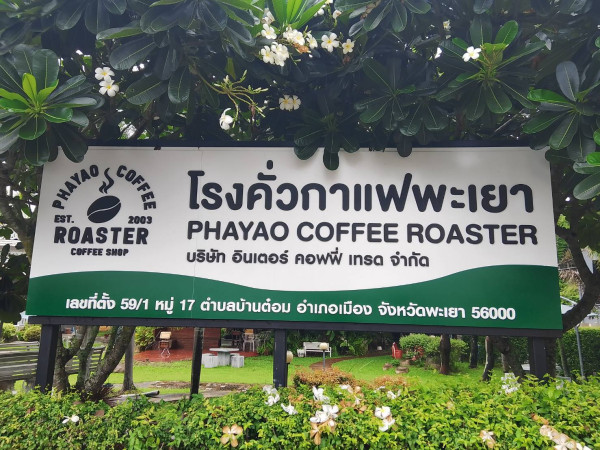 PHAYAO COFFEE
EST. 2003
ROASTER
COFFEE SHOP
โรงคั่วกาแฟพะเยา
PHAYAO COFFEE ROASTER
บริษัท อินเตอร์ คอฟฟี่ เทรด จำกัด
เลขที่ตั้ง 59/1 หมู่ 17 ตำบลบ้านต๋อม อำเภอเมือง จังหวัดพะเยา 56000